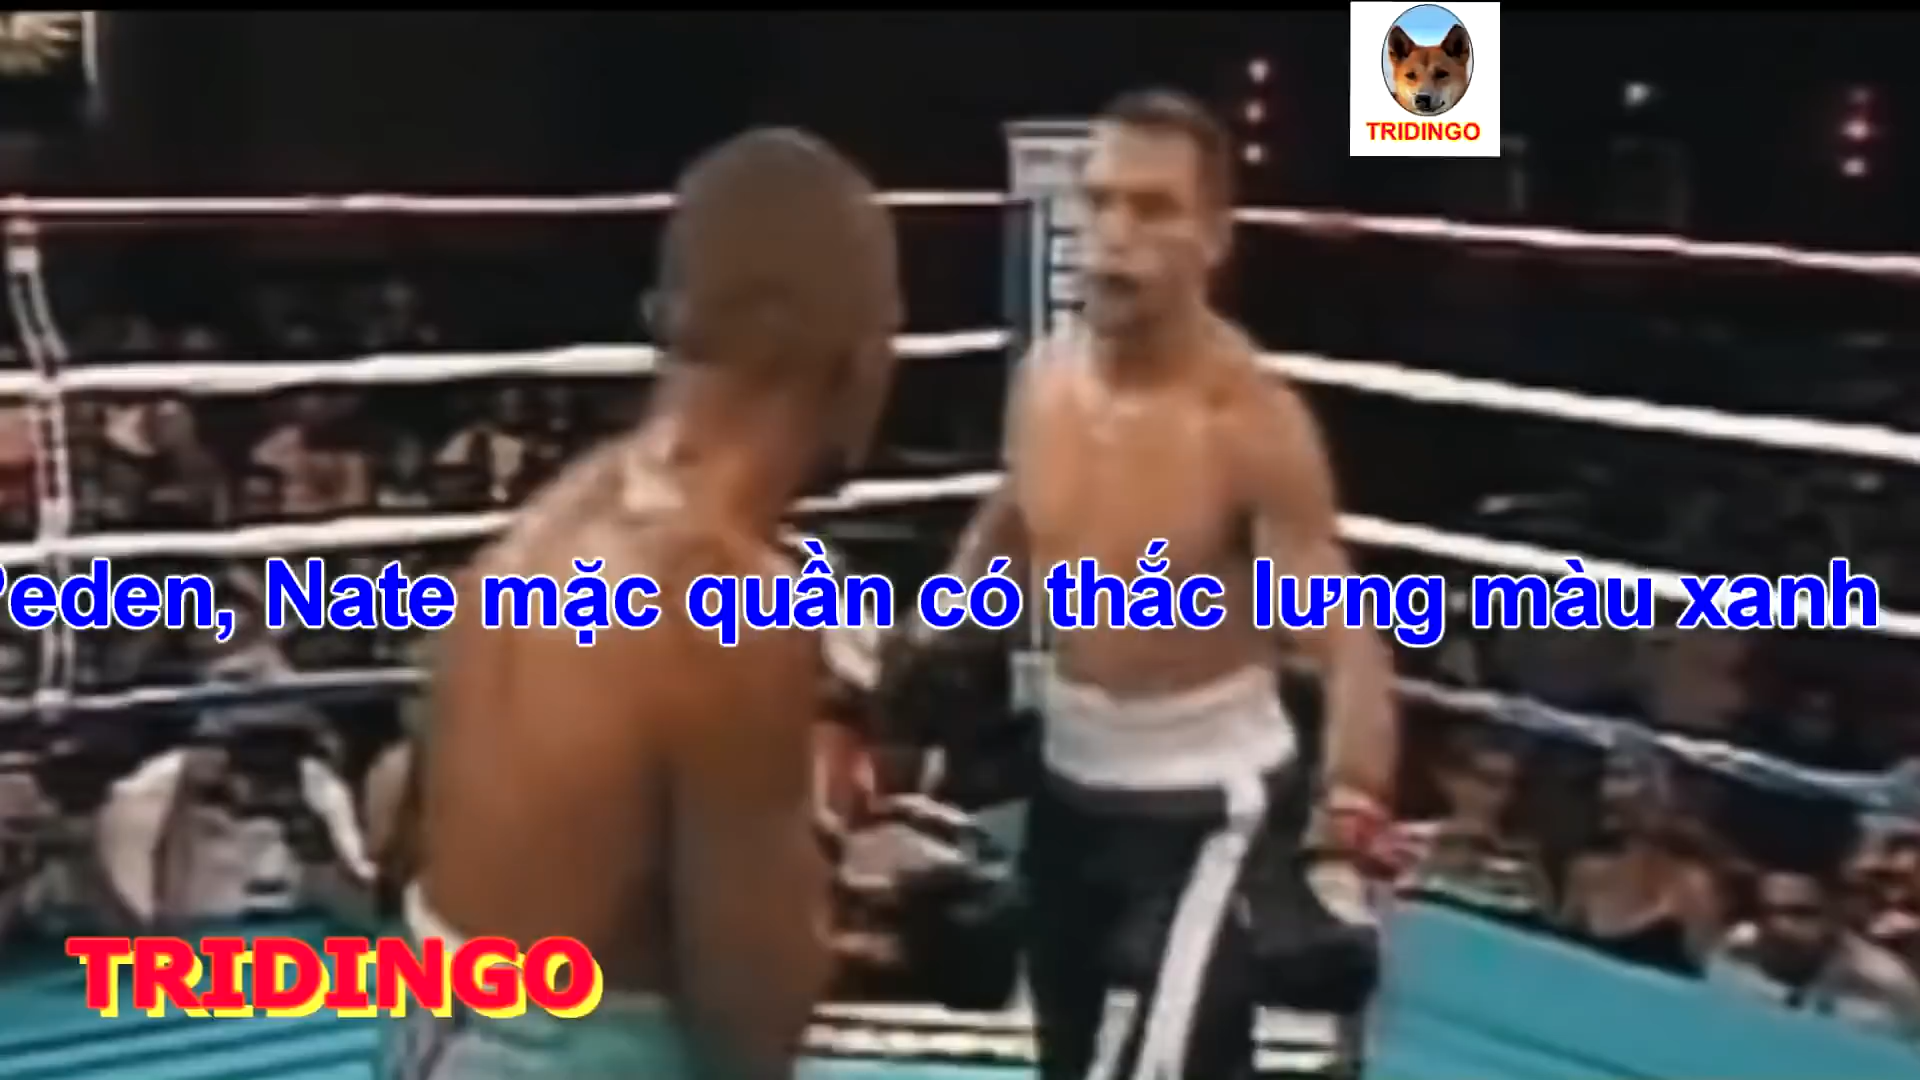 TRIDINGO
eden, Nate mặc quần có thắc lưng màu xanh
TRIDINGO